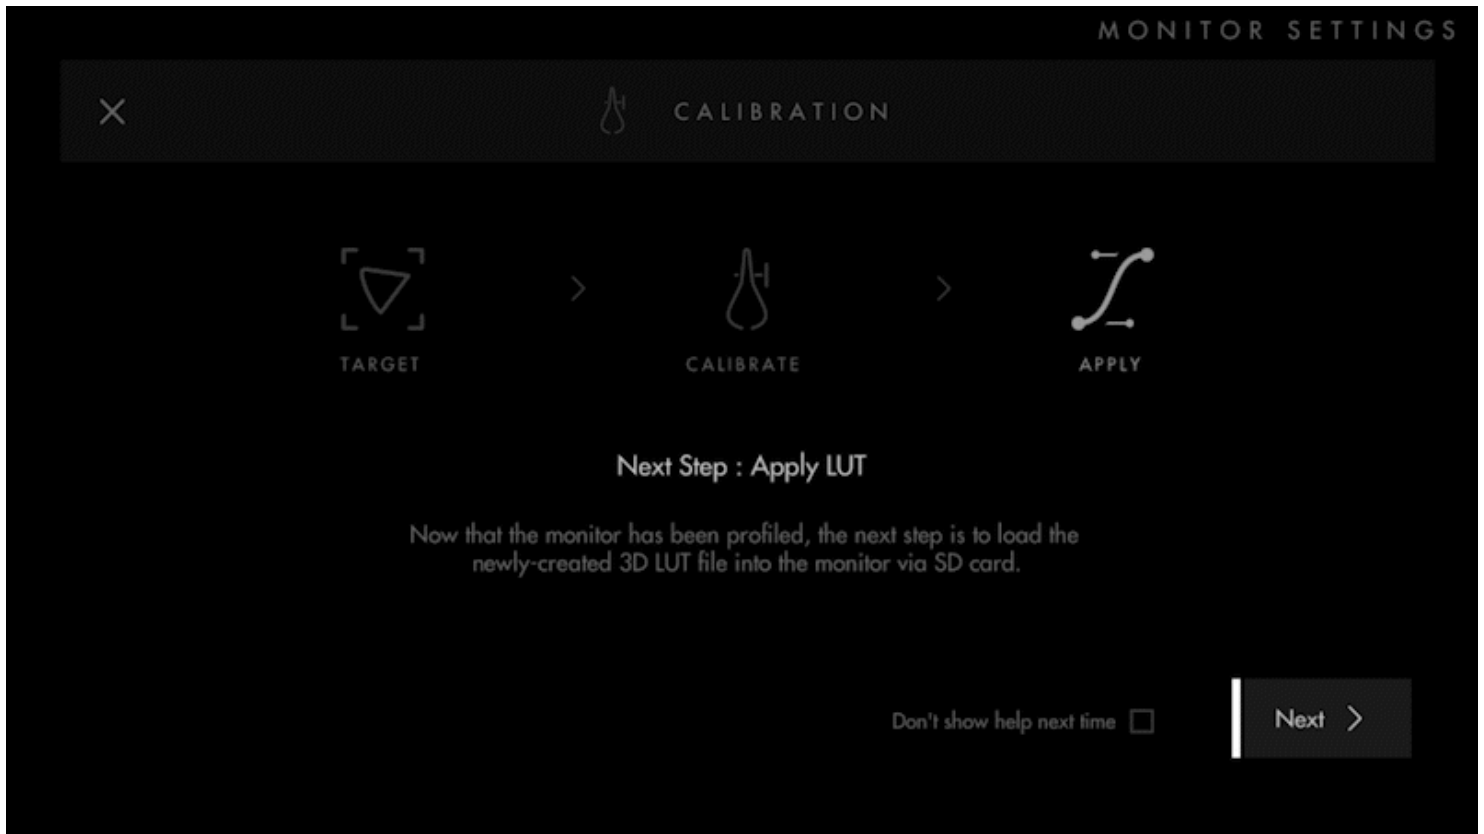 MONITOR SETTINGS
CALIBRATION
TARGET
CALIBRATE
APPLY
Next Step : Apply LUT
Now that the monitor has been profiled, the next step is to load the
newly-created 3D LUT file into the monitor via SD card.
Don't show help next time
Next